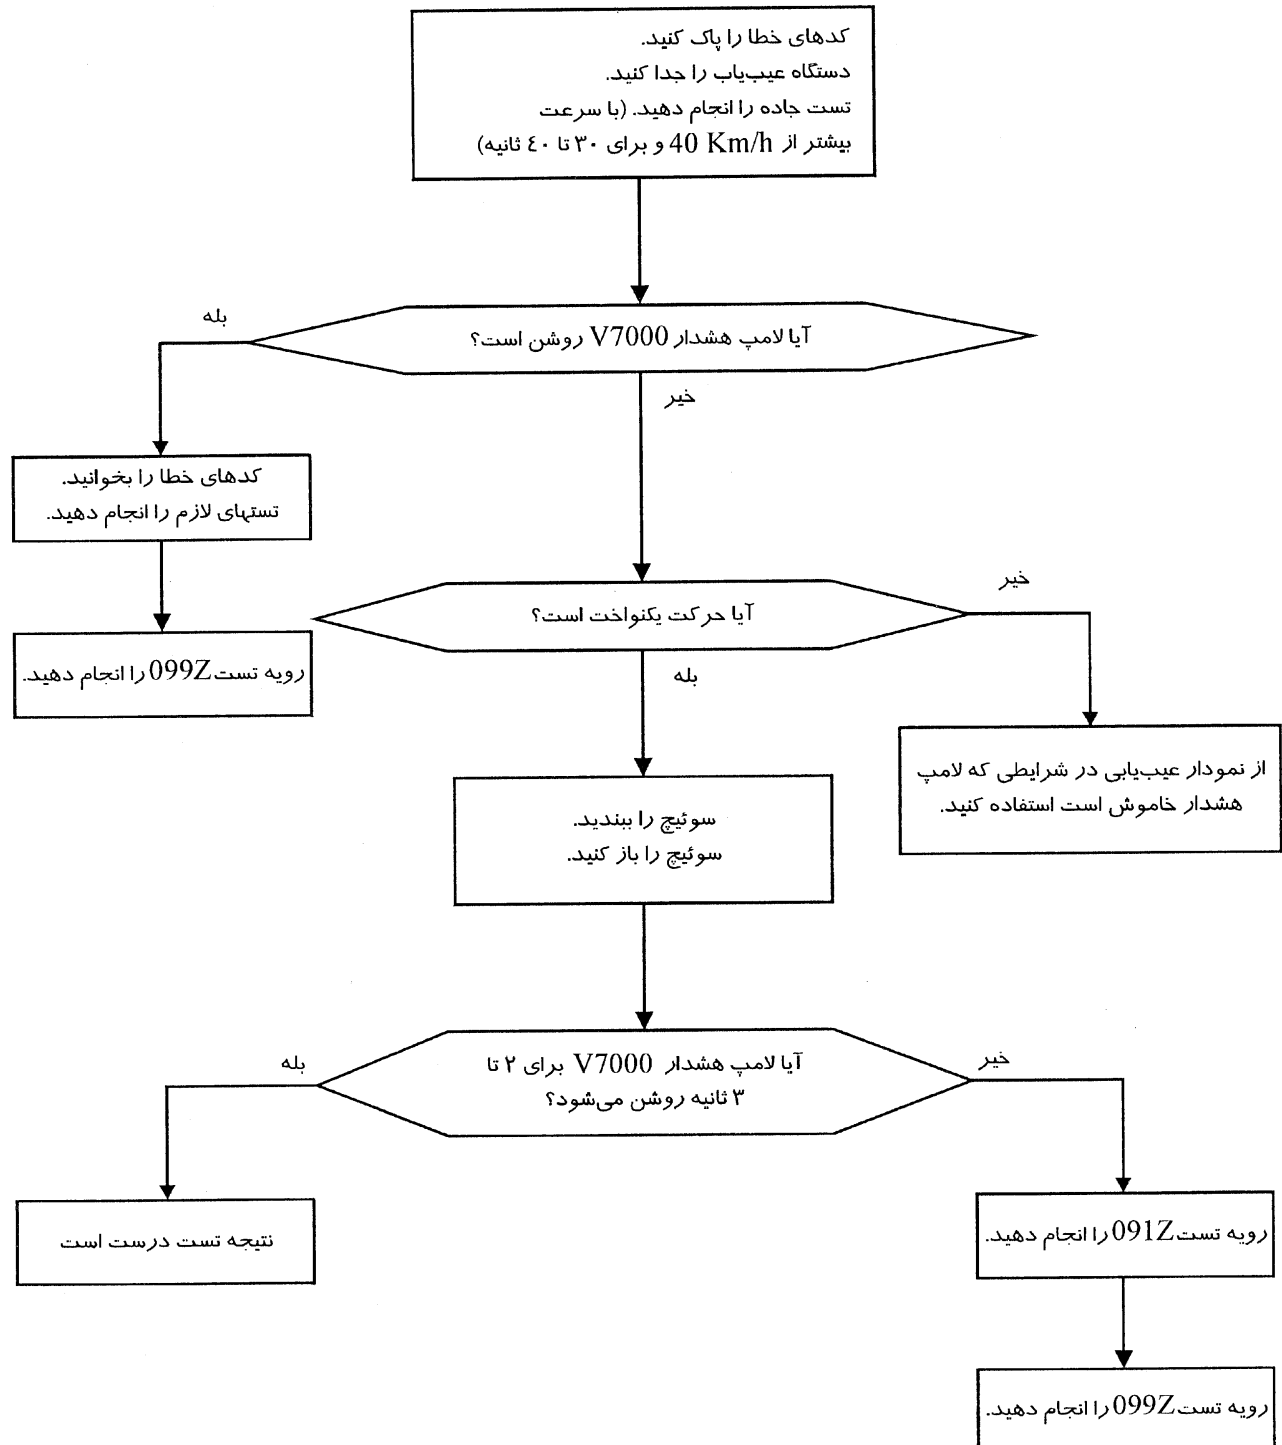 کدهای خطا را پاک کنید.
دستگاه عیب‌یاب را جدا کنید.
تست جاده را انجام دهید. (با سرعت
بیشتر از 40 Km/h و برای ۳۰ تا ٤٠ ثانیه)
آیا لامپ هشدار V7000 روشن است؟
بله
خیر
کدهای خطا را بخوانید.
تستهای لازم را انجام دهید.
رویه تست 099Z را انجام دهید.
آیا حرکت یکنواخت است؟
خیر
بله
از نمودار عیب‌یابی در شرایطی که لامپ
هشدار خاموش است استفاده کنید.
سوئیچ را ببندید.
سوئیچ را باز کنید.
آیا لامپ هشدار V7000 برای ۲ تا
۳ ثانیه روشن می‌شود؟
خیر
بله
رویه تست 091Z را انجام دهید.
نتیجه تست درست است
رویه تست 099Z را انجام دهید.